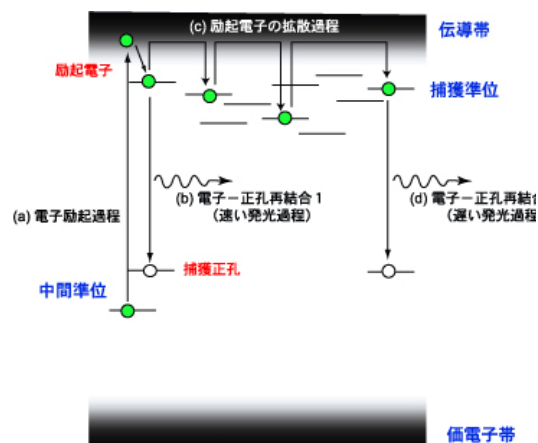 (c) 励起電子の拡散過程
伝導帯
励起電子
捕獲準位
(a) 電子励起過程
(b) 電子－正孔再結合１
（速い発光過程）
(d) 電子－正孔再結合
（遅い発光過程）
捕獲正孔
中間準位
価電子帯